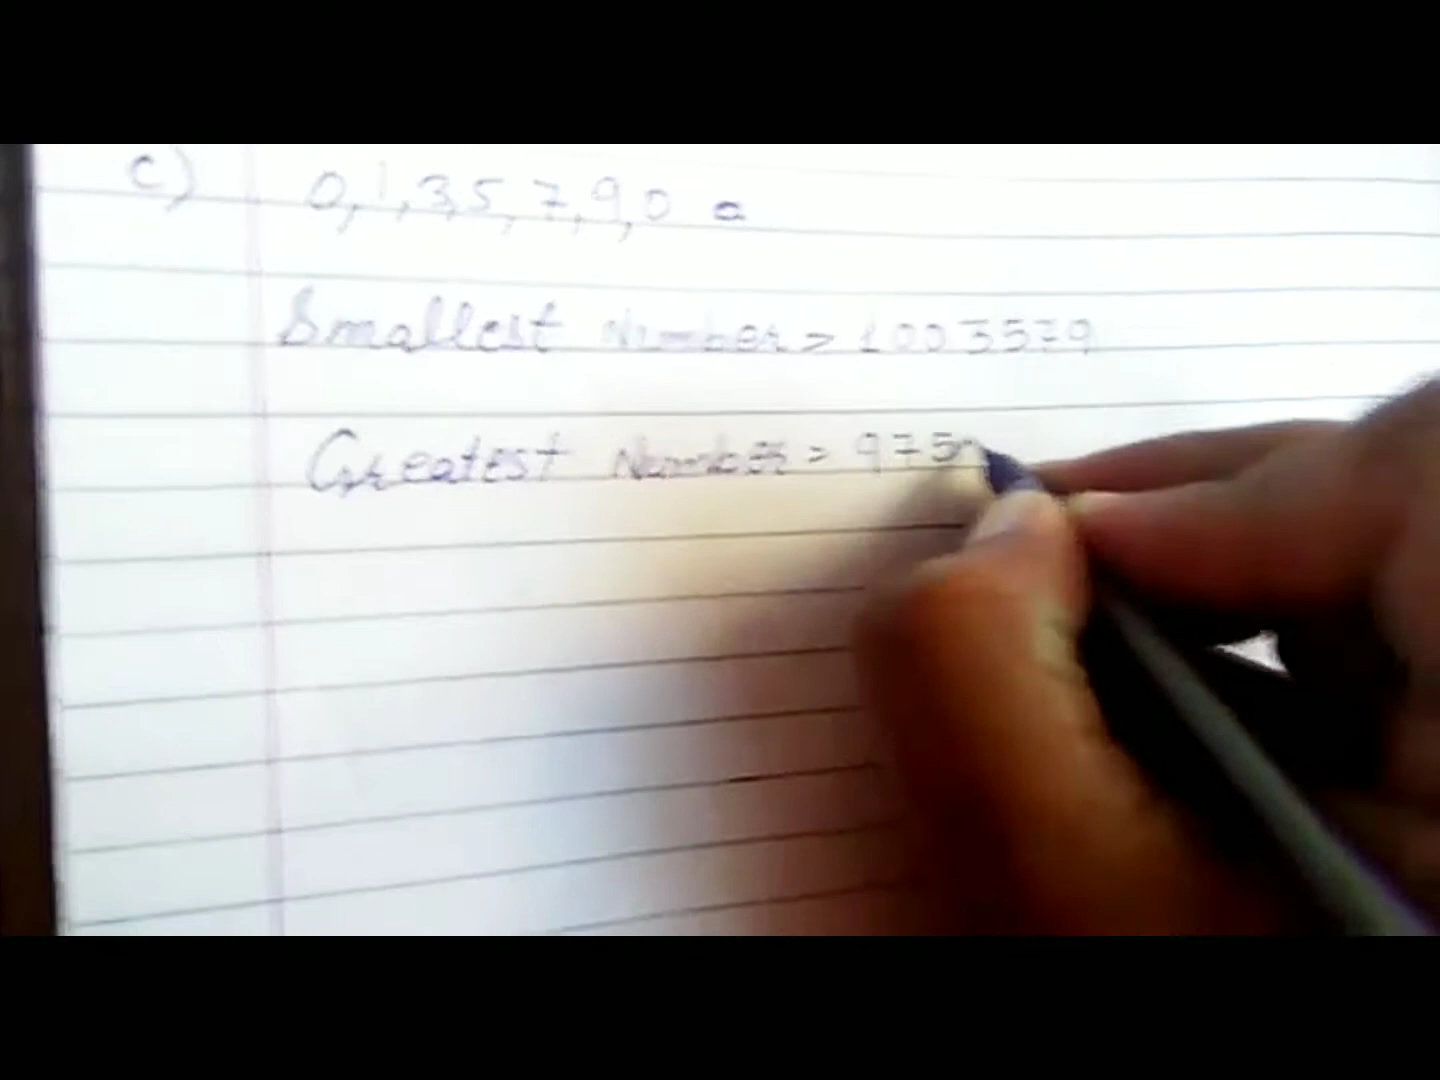 c) 0,1,3,5,7,9,0
Smallest Number = 1003579
Greatest Number = 975